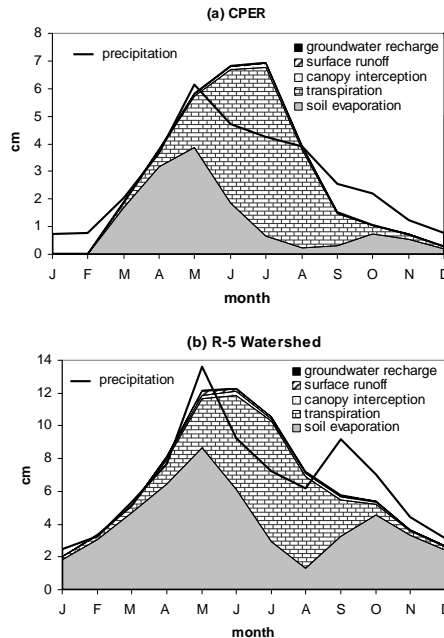 (a) CPER
8
7
6
5
4
3
2
1
0
cm
precipitation
groundwater recharge
surface runoff
canopy interception
transpiration
soil evaporation
J F M A M J J A S O N D
month
(b) R-5 Watershed
14
12
10
8
6
4
2
0
cm
precipitation
groundwater recharge
surface runoff
canopy interception
transpiration
soil evaporation
J F M A M J J A S O N D
month